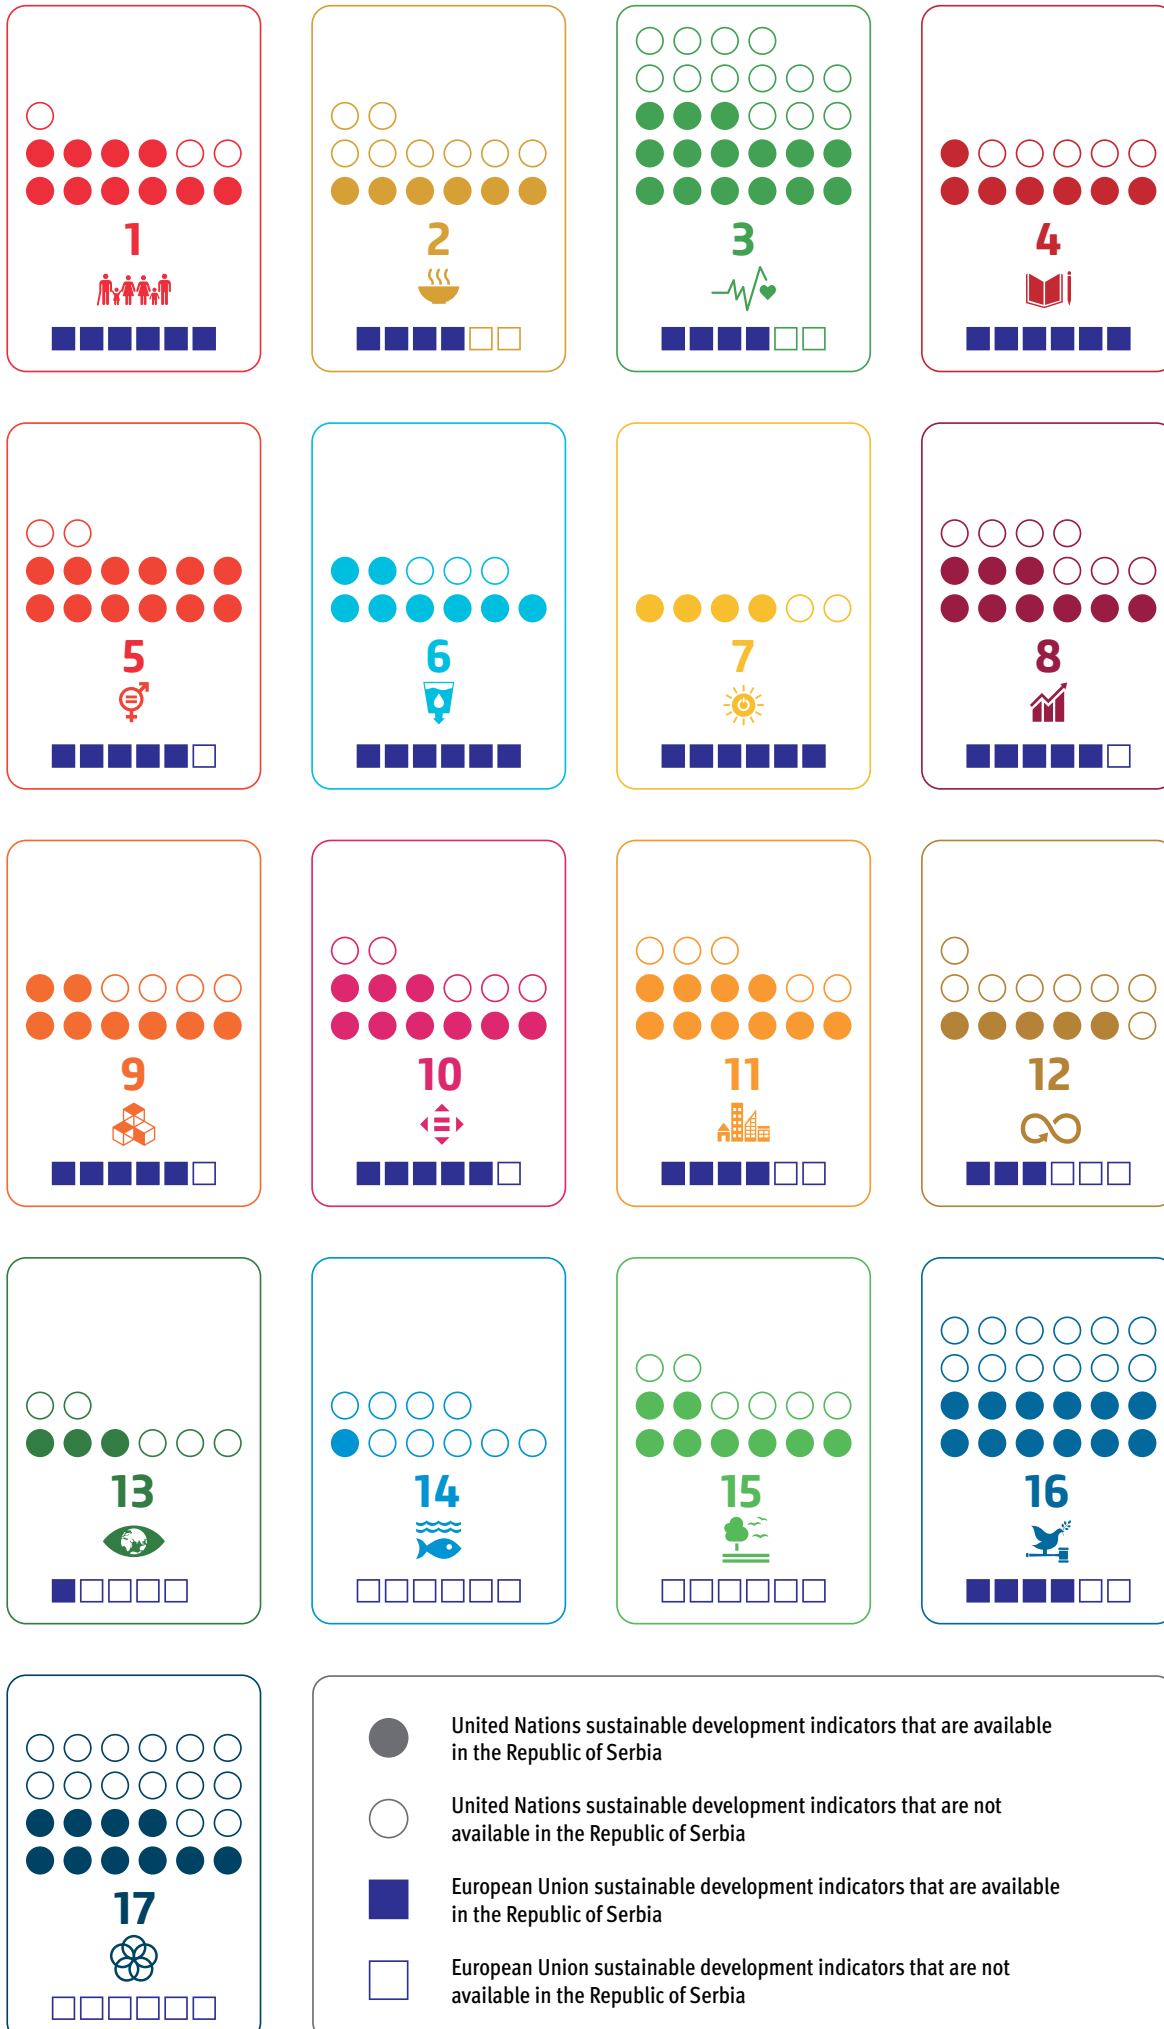 1
2
3
4
5
6
7
8
9
10
11
12
13
14
15
16
17
United Nations sustainable development indicators that are available
in the Republic of Serbia
United Nations sustainable development indicators that are not
available in the Republic of Serbia
European Union sustainable development indicators that are available
in the Republic of Serbia
European Union sustainable development indicators that are not
available in the Republic of Serbia